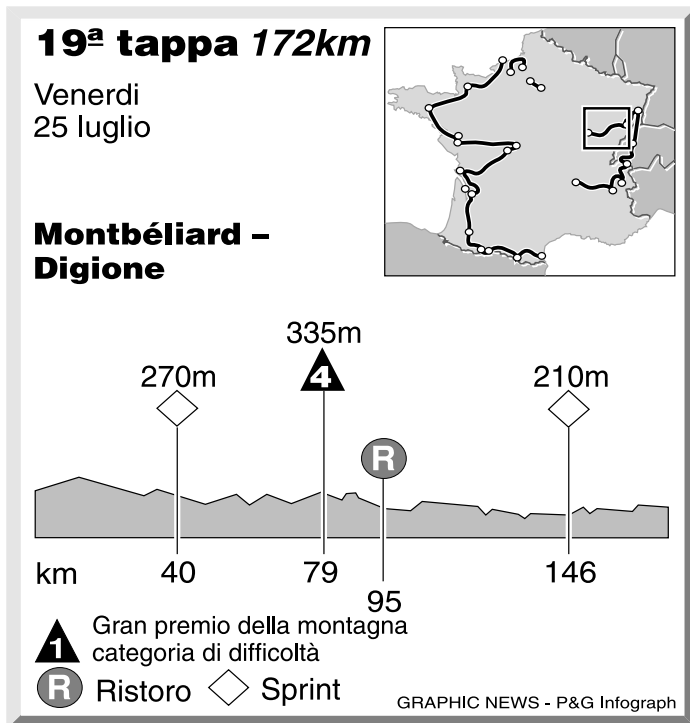 19ª tappa 172km
Venerdi
25 luglio
Montbéliard –
Digione
335m
4
270m
210m
R
km 40 79 146
95
1 Gran premio della montagna
categoria di difficoltà
R Ristoro Sprint
GRAPHIC NEWS - P&G Infograph